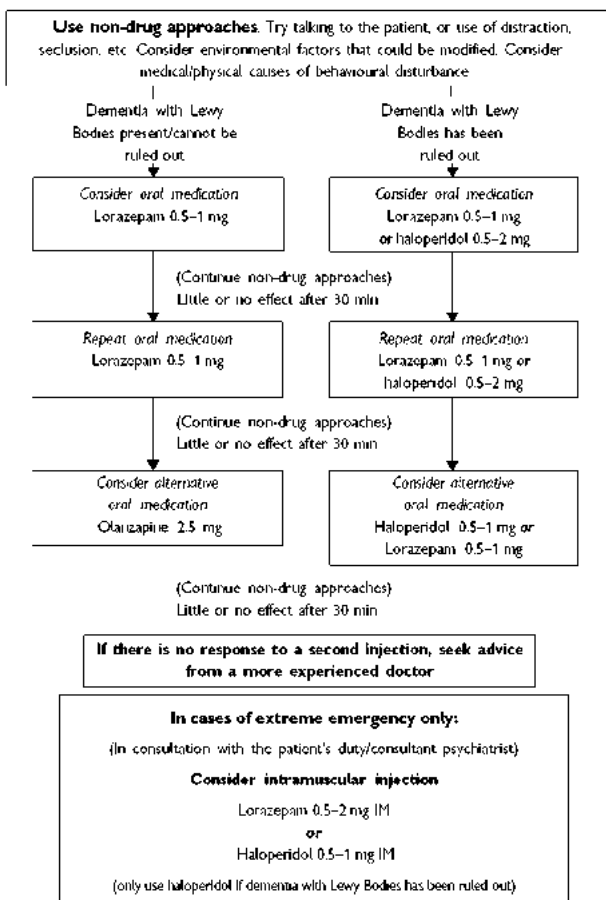 Use non-drug approaches. Try talking to the patient, or use of distraction,
seclusion, etc Consider environmental factors that could be modified. Consider
medical/physical causes of behavioural disturbance
Dementia with Lewy
Bodies present/cannot be
ruled out
Dementia with Lewy
Bodies has been
ruled out
Consider oral medication
Lorazepam 0.5–1 mg
Consider oral medication
Lorazepam 0.5–1 mg
or haloperidol 0.5–2 mg
(Continue non-drug approaches)
Little or no effect after 30 min
Repeat oral medication
Lorazepam 0.5–1 mg
Repeat oral medication
Lorazepam 0.5–1 mg or
haloperidol 0.5–2 mg
(Continue non-drug approaches)
Little or no effect after 30 min
Consider alternative
oral medication
Olanzapine 2.5 mg
Consider alternative
oral medication
Haloperidol 0.5–1 mg or
Lorazepam 0.5–1 mg
(Continue non-drug approaches)
Little or no effect after 30 min
If there is no response to a second injection, seek advice
from a more experienced doctor
In cases of extreme emergency only:
(In consultation with the patient's duty/consultant psychiatrist)
Consider intramuscular injection
Lorazepam 0.5–2 mg IM
or
Haloperidol 0.5–1 mg IM
(only use haloperidol if dementia with Lewy Bodies has been ruled out)